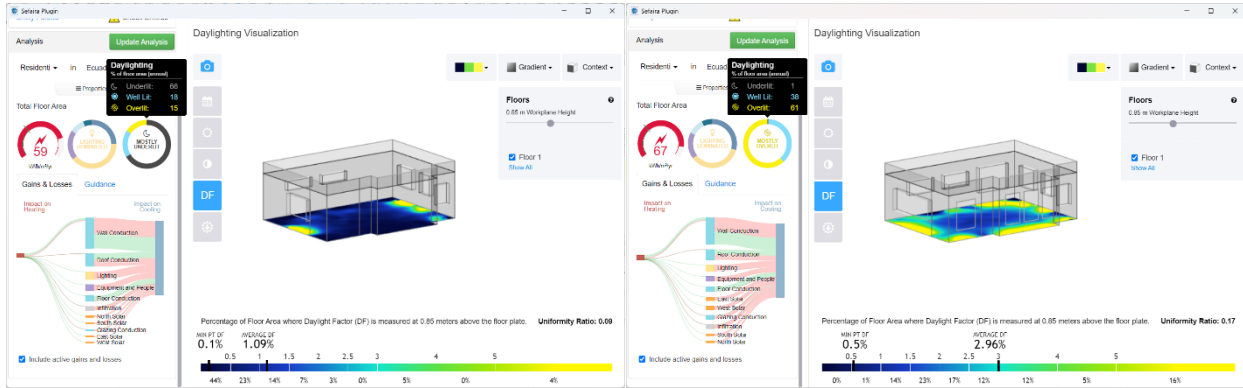 Sefaira Plugin
Analysis
Update Analysis
Residenti
in
Ecuad
Daylighting
% of floor area (annual)
Underlit: 66
Well Lit: 18
Overlit: 15
Properties
Total Floor Area
59
LIGHTING
MOSTLY
UNDERLIT
Gains & Losses
Guidance
Impact on
Heating
Impact on
Cooling
Wall Conduction
Roof Conduction
Lighting
Equipment and People
Floor Conduction
Infiltration
North Solar
South Solar
Glazing Conduction
East Solar
West Solar
Include active gains and losses
Daylighting Visualization
DF
Gradient
Context
Floors
0.85 m Workplane Height
Floor 1
Show All
Percentage of Floor Area where Daylight Factor (DF) is measured at 0.85 meters above the floor plate.
Uniformity Ratio: 0.09
MIN PT DF
0.1%
AVERAGE DF
1.09%
0.5 1 1.5 2 2.5 3 4 5
44% 23% 14% 7% 3% 0% 5% 0% 4%
Sefaira Plugin
Analysis
Update Analysis
Residenti
in
Ecuad
Daylighting
% of floor area (annual)
Underlit: 1
Well Lit: 38
Overlit: 61
Properties
Total Floor Area
67
LIGHTING
MOSTLY
Gains & Losses
Guidance
Impact on
Heating
Impact on
Cooling
Wall Conduction
Roof Conduction
Lighting
Equipment and People
Floor Conduction
East Solar
West Solar
Glazing Conduction
Infiltration
South Solar
North Solar
Include active gains and losses
Daylighting Visualization
DF
Gradient
Context
Floors
0.85 m Workplane Height
Floor 1
Show All
Percentage of Floor Area where Daylight Factor (DF) is measured at 0.85 meters above the floor plate.
Uniformity Ratio: 0.17
MIN PT DF
0.5%
AVERAGE DF
2.96%
0.5 1 1.5 2 2.5 3 4 5
0% 1% 14% 23% 17% 12% 12% 5% 16%